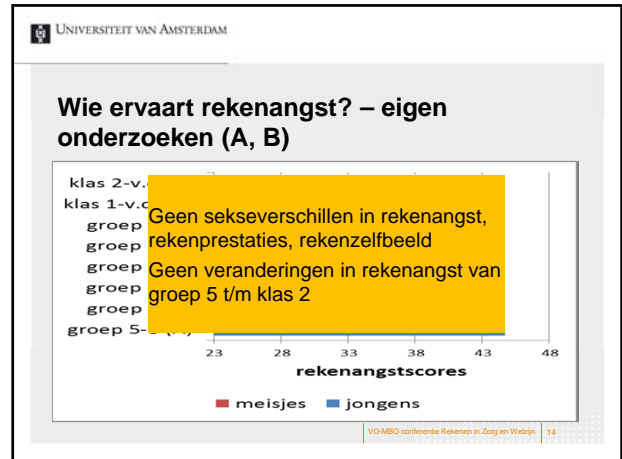 UNIVERSITEIT VAN AMSTERDAM
Wie ervaart rekenangst? – eigen
onderzoeken (A, B)
klas 2-v.
klas 1-v.c
groep
groep
groep
groep
groep
groep 5-
Geen sekseverschillen in rekenangst,
rekenprestaties, rekenzelfbeeld
Geen veranderingen in rekenangst van
groep 5 t/m klas 2
23 28 33 38 43 48
rekenangstscores
meisjes jongens
VO-MBO conferentie Rekenen in Zorg en Welzijn 14